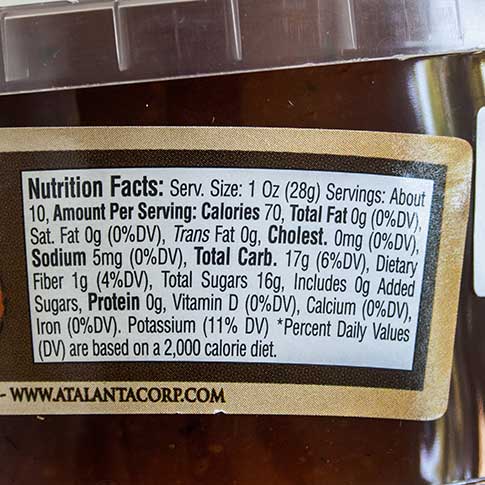 Nutrition Facts: Serv. Size: 1 Oz (28g) Servings: About
10, Amount Per Serving: Calories 70, Total Fat 0g (0%DV),
Sat. Fat 0g (0%DV), Trans Fat 0g, Cholest. 0mg (0%DV),
Sodium 5mg (0%DV), Total Carb. 17g (6%DV), Dietary
Fiber 1g (4%DV), Total Sugars 16g, Includes 0g Added
Sugars, Protein 0g, Vitamin D (0%DV), Calcium (0%DV),
Iron (0%DV). Potassium (11% DV) *Percent Daily Values
(DV) are based on a 2,000 calorie diet.
- WWW.ATALANTACORP.COM